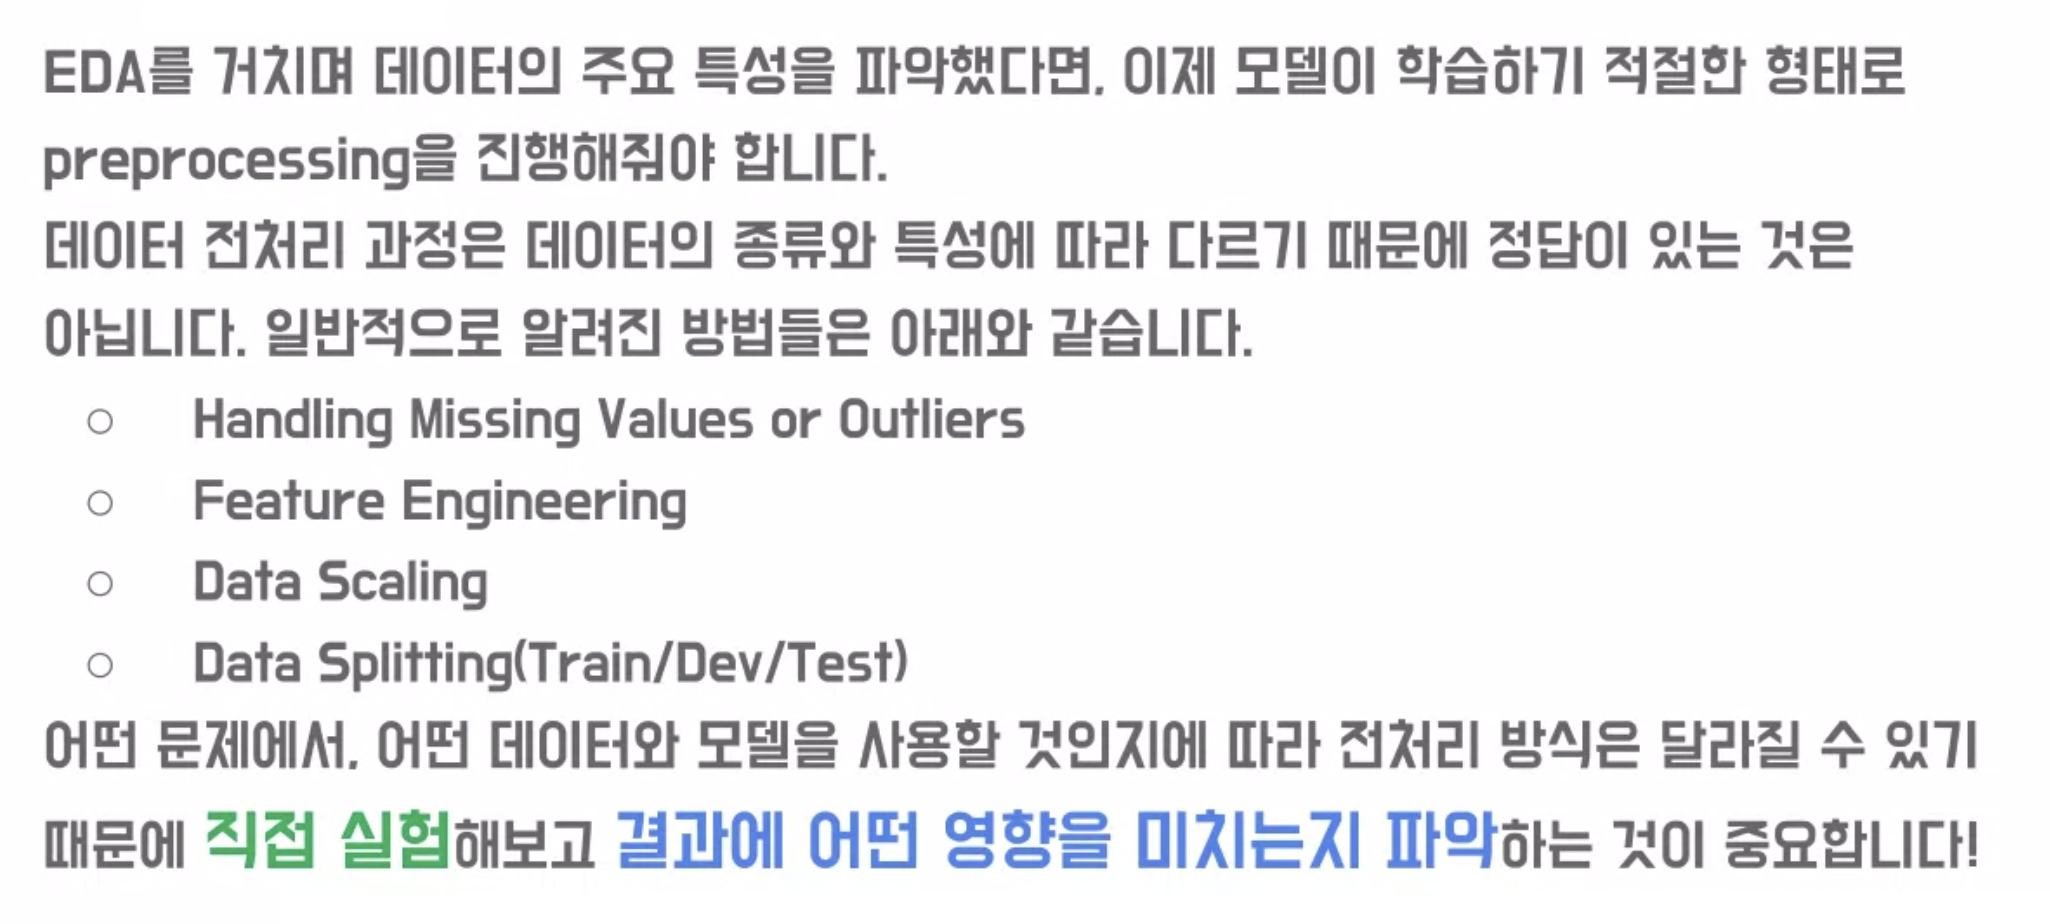 EDA를 거치며 데이터의 주요 특성을 파악했다면, 이제 모델이 학습하기 적절한 형태로
preprocessing을 진행해줘야 합니다.
데이터 전처리 과정은 데이터의 종류와 특성에 따라 다르기 때문에 정답이 있는 것은
아닙니다. 일반적으로 알려진 방법들은 아래와 같습니다.
○ Handling Missing Values or Outliers
○ Feature Engineering
○ Data Scaling
○ Data Splitting(Train/Dev/Test)
어떤 문제에서, 어떤 데이터와 모델을 사용할 것인지에 따라 전처리 방식은 달라질 수 있기
때문에 직접 실험해보고 결과에 어떤 영향을 미치는지 파악하는 것이 중요합니다!